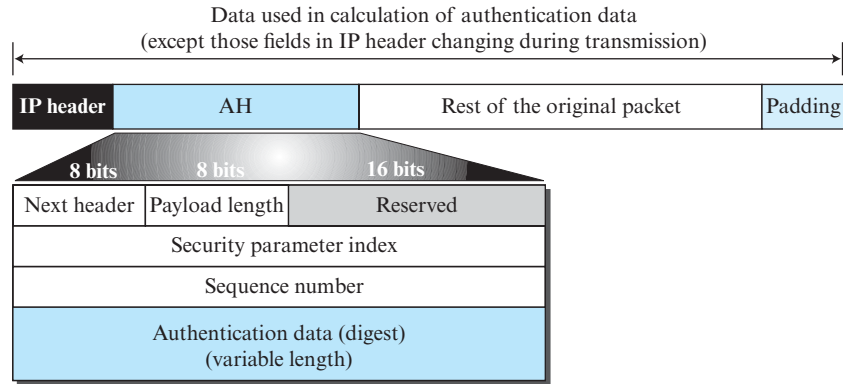 Data used in calculation of authentication data
(except those fields in IP header changing during transmission)
IP header AH Rest of the original packet Padding
8 bits 8 bits 16 bits
Next header Payload length Reserved
Security parameter index
Sequence number
Authentication data (digest)
(variable length)